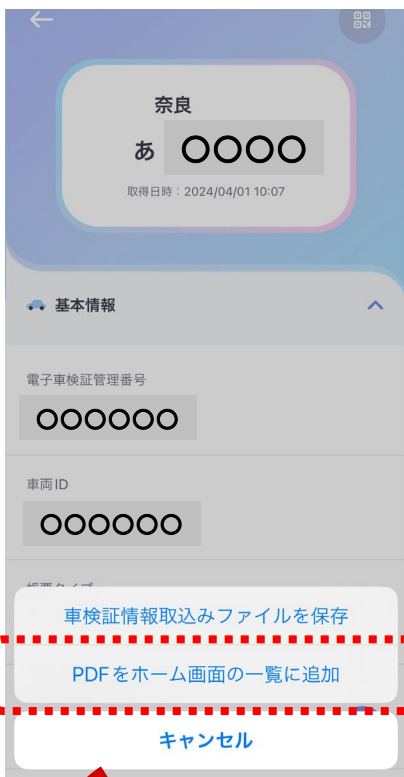 奈良
あ 〇〇〇〇
取得日時：2024/04/01 10:07
基本情報
電子車検証管理番号
〇〇〇〇〇〇
車両ID
〇〇〇〇〇〇
車検証情報取込みファイルを保存
PDFをホーム画面の一覧に追加
キャンセル